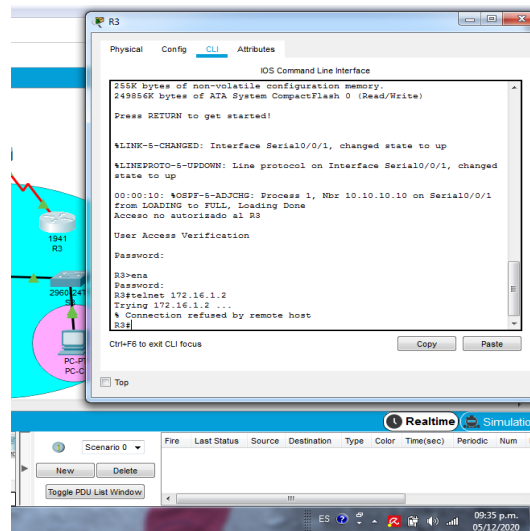 R3
Physical Config CLI Attributes
IOS Command Line Interface
255K bytes of non-volatile configuration memory.
249856K bytes of ATA System CompactFlash 0 (Read/Write)
Press RETURN to get started!
%LINK-5-CHANGED: Interface Serial0/0/1, changed state to up
%LINEPROTO-5-UPDOWN: Line protocol on Interface Serial0/0/1, changed
state to up
00:00:10: %OSPF-5-ADJCHG: Process 1, Nbr 10.10.10.10 on Serial0/0/1
from LOADING to FULL, Loading Done
Acceso no autorizado al R3
User Access Verification
Password:
R3>ena
Password:
R3#telnet 172.16.1.2
Trying 172.16.1.2 ...
% Connection refused by remote host
R3#
Ctrl+F6 to exit CLI focus
Copy Paste
Top
1941
R3
PC-C
Realtime
Scenario 0
Fire Last Status Source Destination Type Color Time(sec) Periodic Num
New Delete
Toggle PDU List Window
ES
09:35 p.m.
05/12/2020